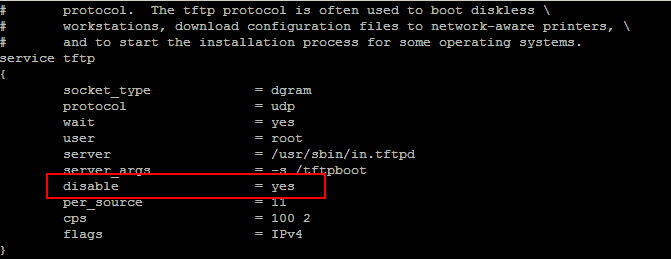 #       protocol.  The tftp protocol is often used to boot diskless \
#       workstations, download configuration files to network-aware printers, \
#       and to start the installation process for some operating systems.
service tftp
{
        socket_type             = dgram
        protocol                = udp
        wait                    = yes
        user                    = root
        server                  = /usr/sbin/in.tftpd
        server_args             = -s /tftpboot
        disable                 = yes
        per_source              = 11
        cps                     = 100 2
        flags                   = IPv4
}